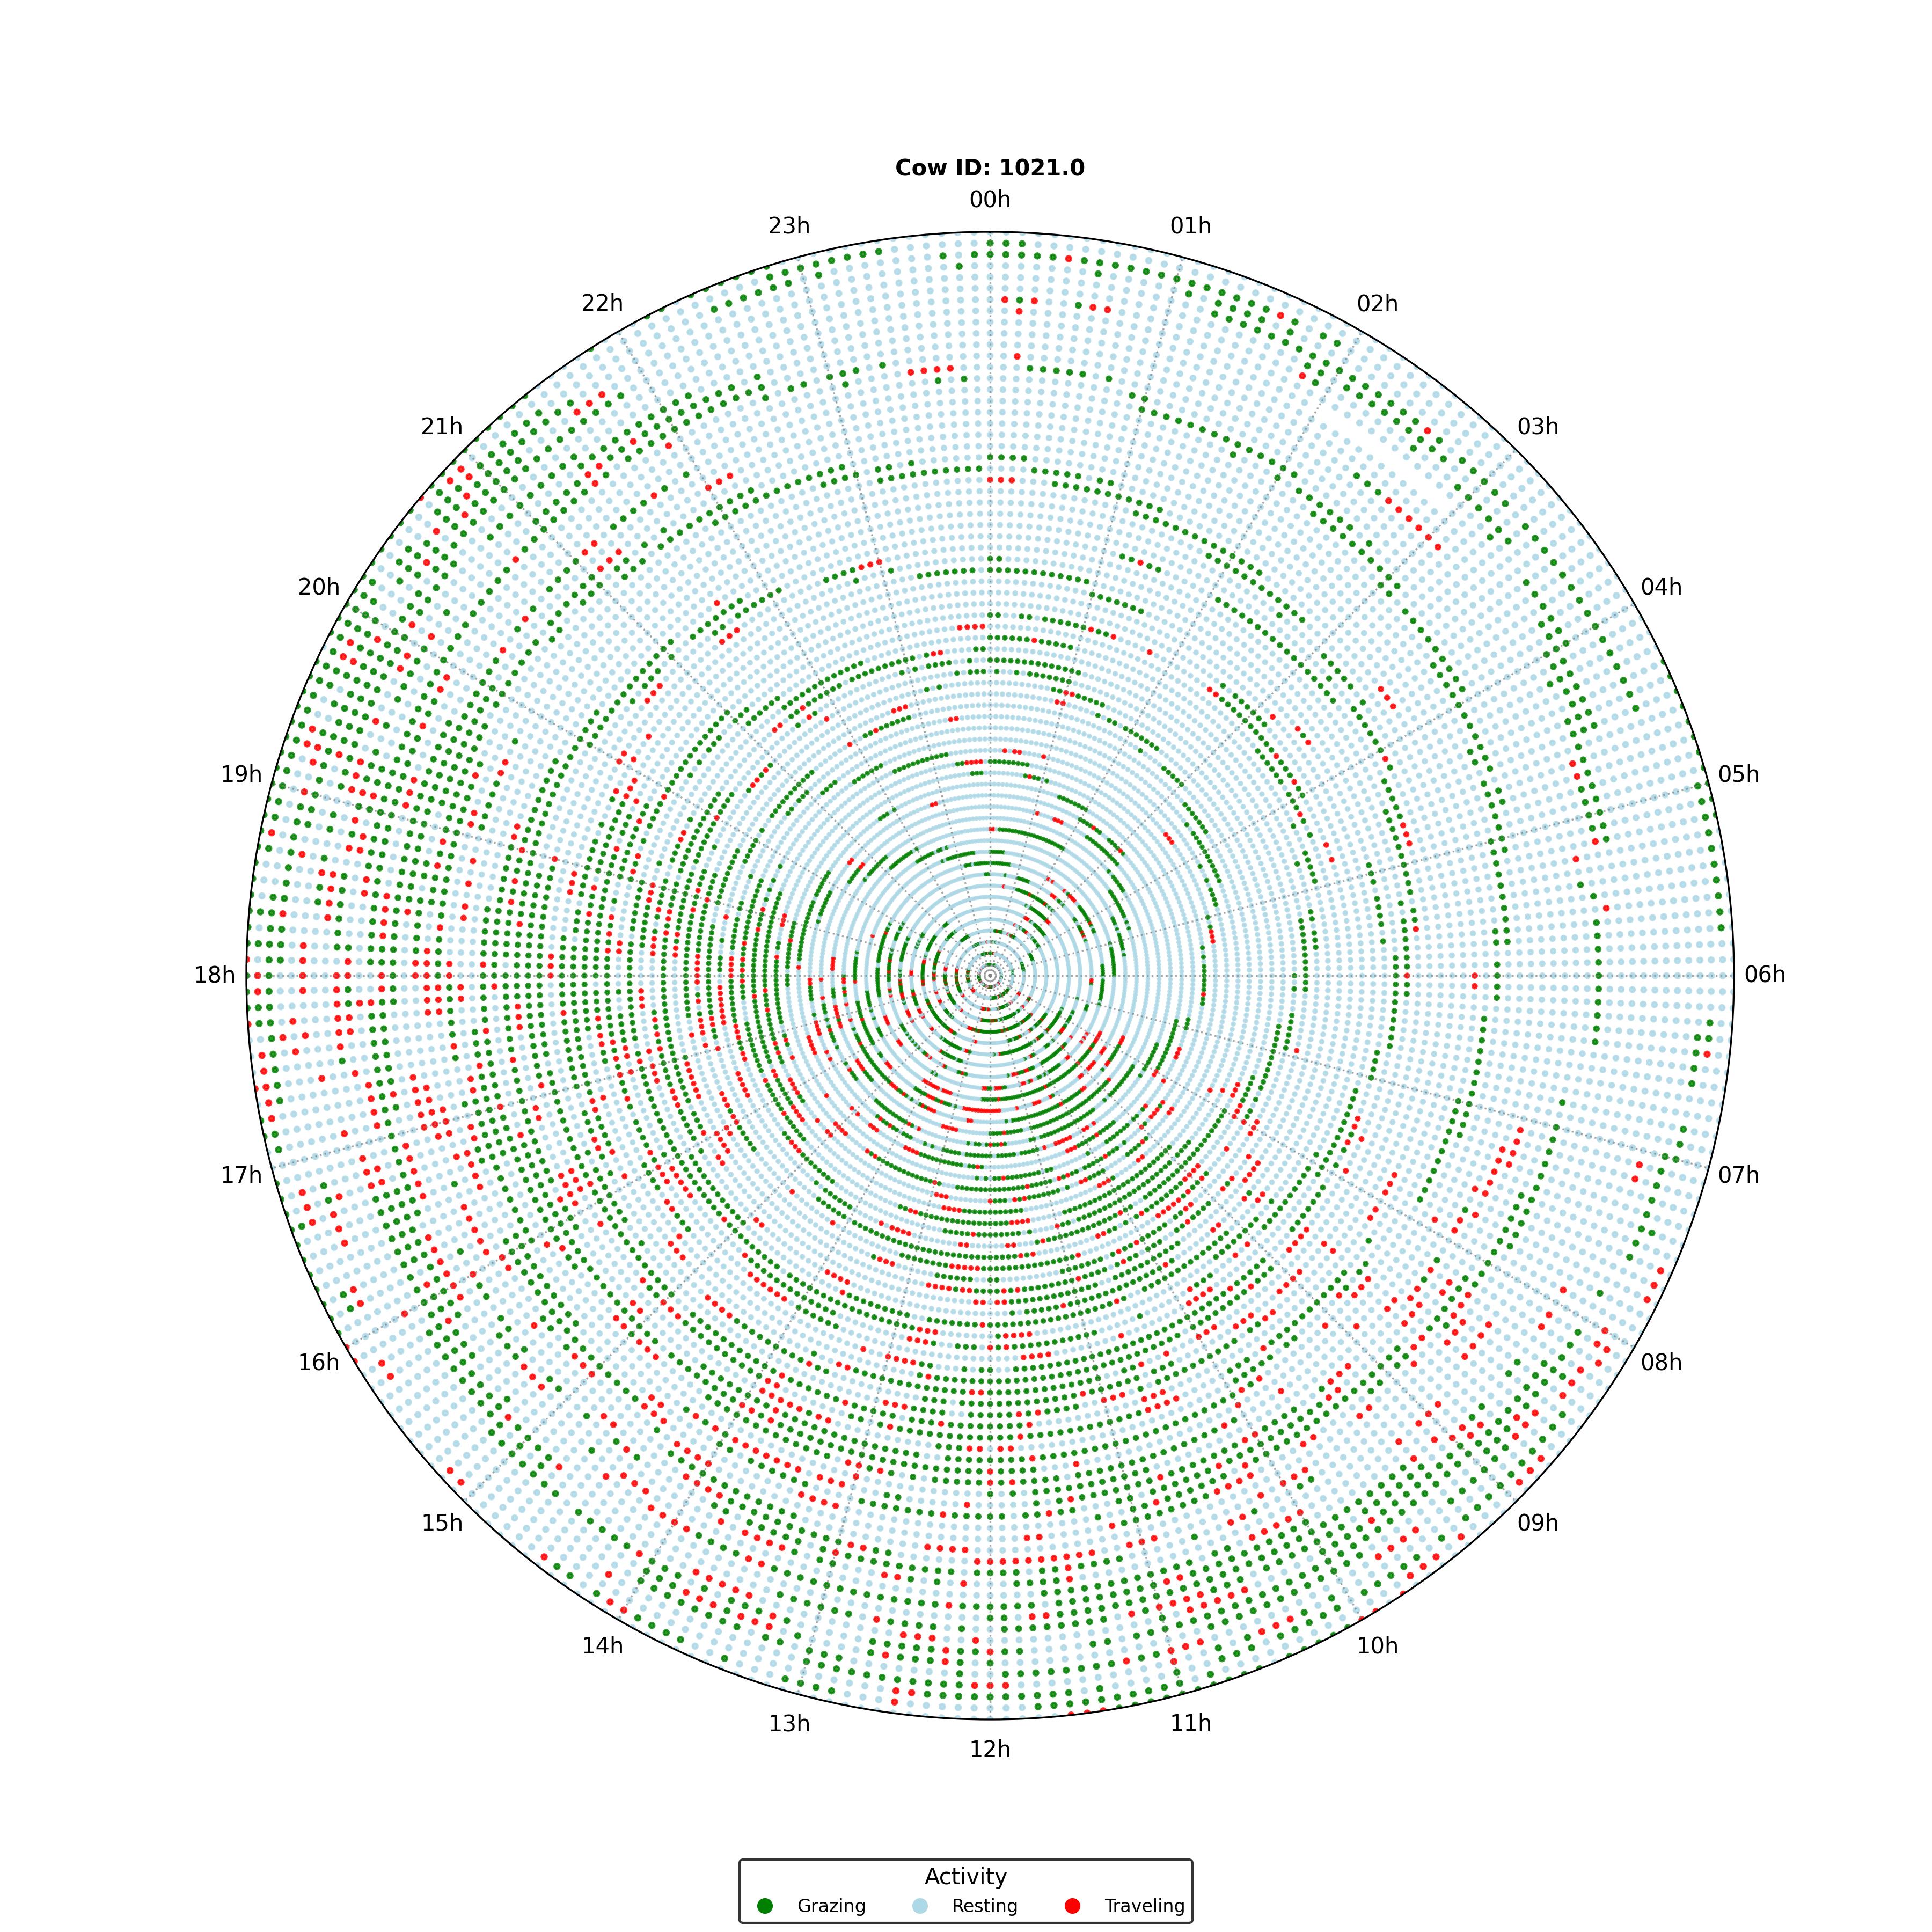 Cow ID: 1021.0
00h
23h
01h
22h
02h
21h
03h
20h
04h
19h
05h
18h
06h
17h
07h
16h
08h
15h
09h
14h
10h
13h
11h
12h
Activity
Grazing Resting Traveling